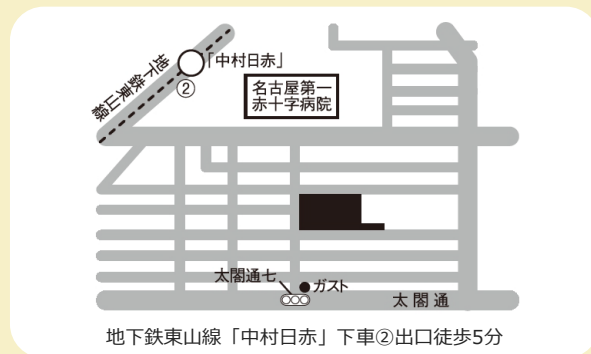 「中村日赤」
②
地下鉄東山線
名古屋第一
赤十字病院
太閤通七
ガスト
太閤通
地下鉄東山線「中村日赤」下車②出口徒歩5分